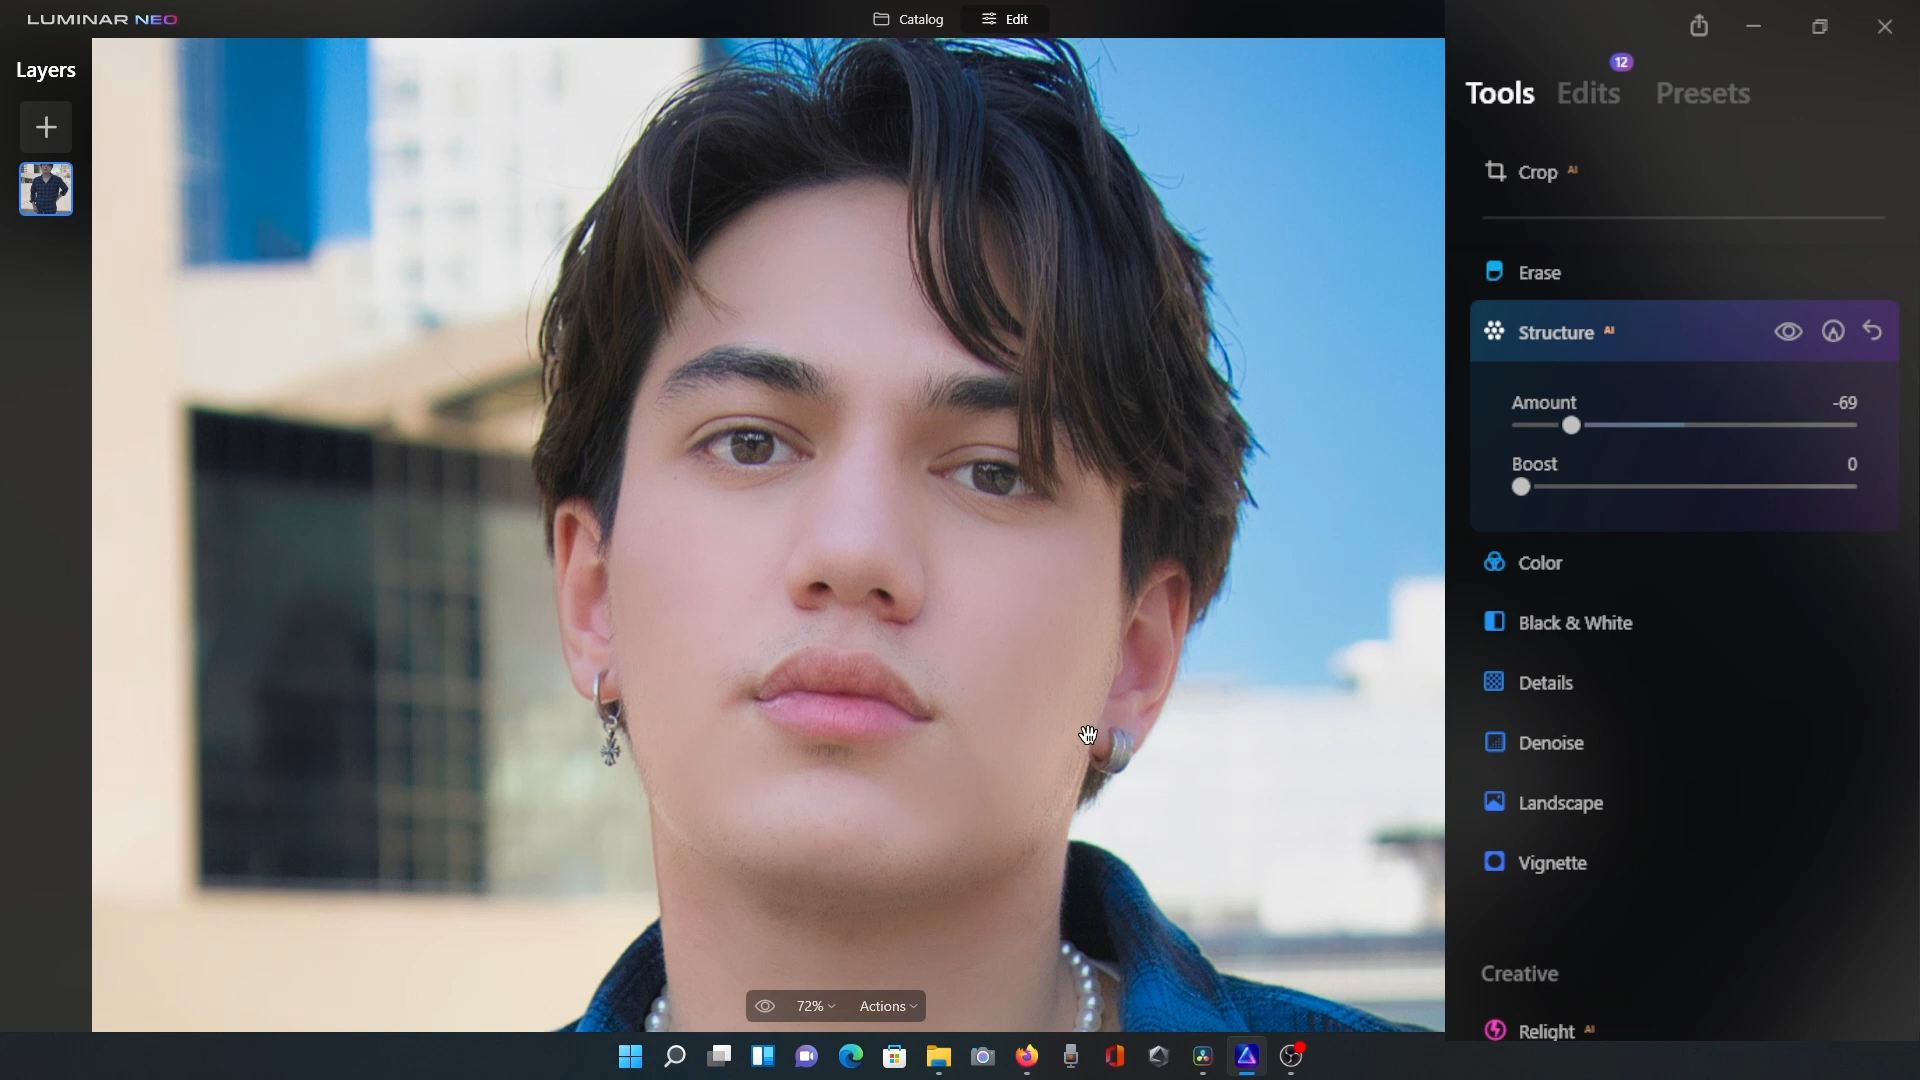 LUMINAR NEO
Catalog
Edit
Layers
12
Tools Edits Presets
Crop AI
Erase
Structure AI
Amount -69
Boost 0
Color
Black & White
Details
Denoise
Landscape
Vignette
Creative
Relight AI
72% Actions